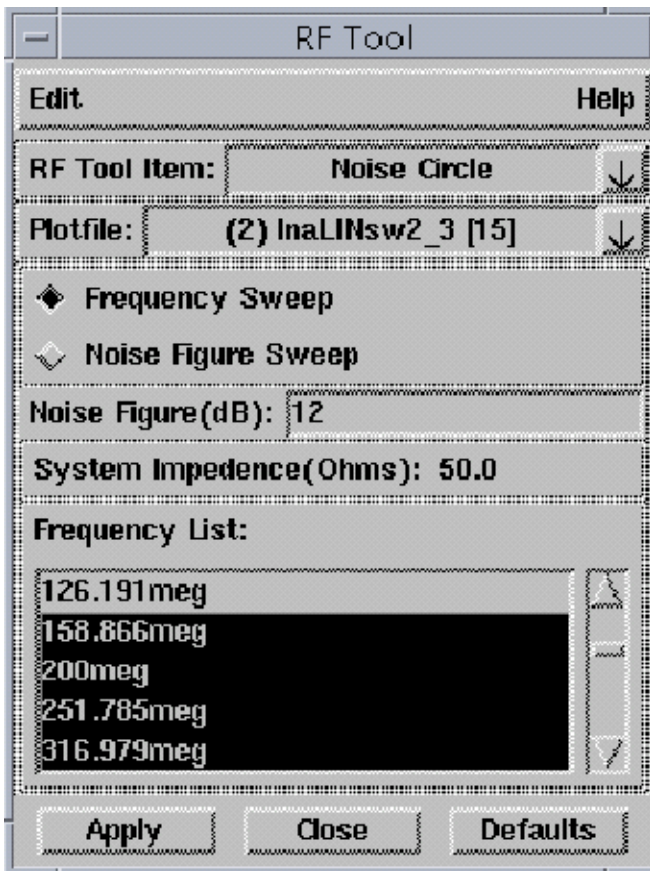 RF Tool
Edit Help
RF Tool Item: Noise Circle
Plotfile: (2) lnaLINsw2_3 [15]
Frequency Sweep
Noise Figure Sweep
Noise Figure(dB): 12
System Impedence(Ohms): 50.0
Frequency List:
126.191meg
158.866meg
200meg
251.785meg
316.979meg
Apply Close Defaults